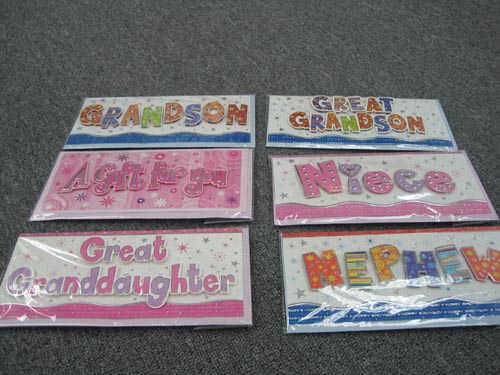 GRANDSON
GREAT
GRANDSON
A Gift for you
Niece
Great
Granddaughter
NEPHEW